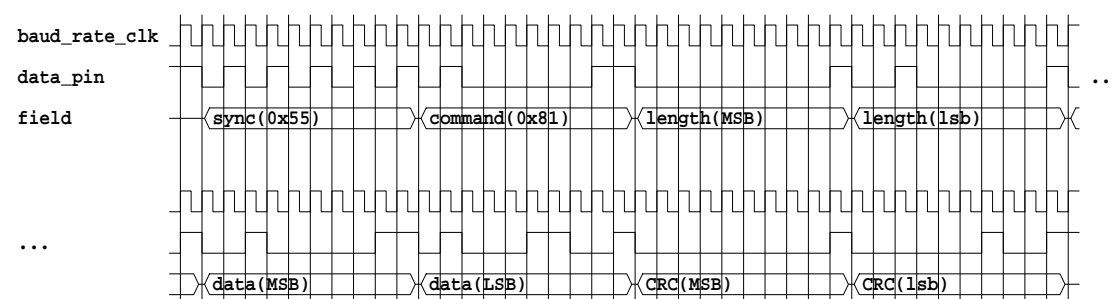 baud_rate_clk
data_pin ..
field sync(0x55) command(0x81) length(MSB) length(lsb)
...
data(MSB) data(LSB) CRC(MSB) CRC(lsb)